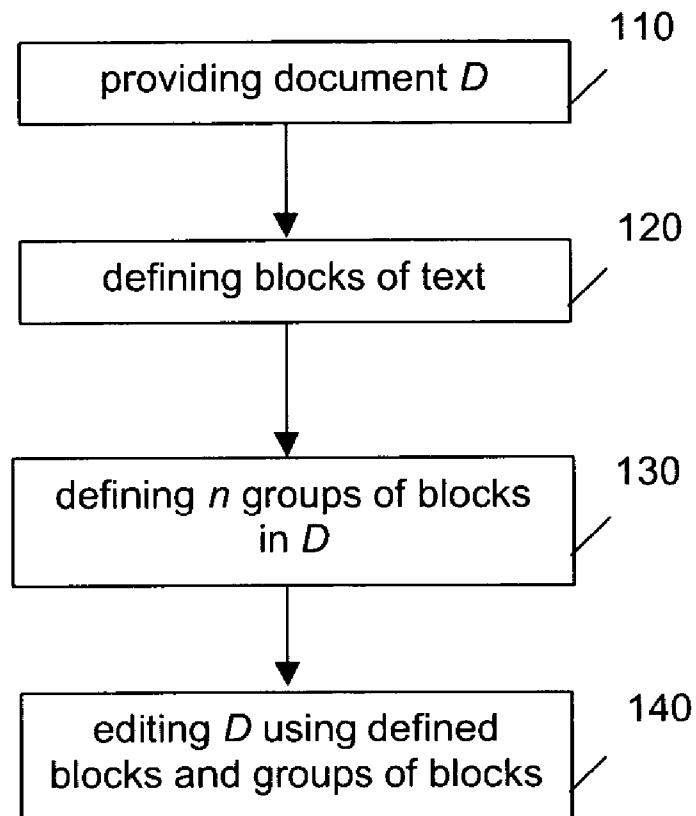 110
providing document D
120
defining blocks of text
130
defining n groups of blocks
in D
140
editing D using defined
blocks and groups of blocks